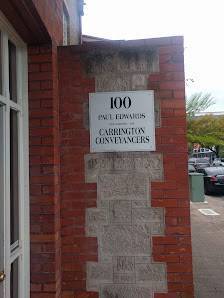 100
PAUL EDWARDS
CARRINGTON
CONVEYANCERS